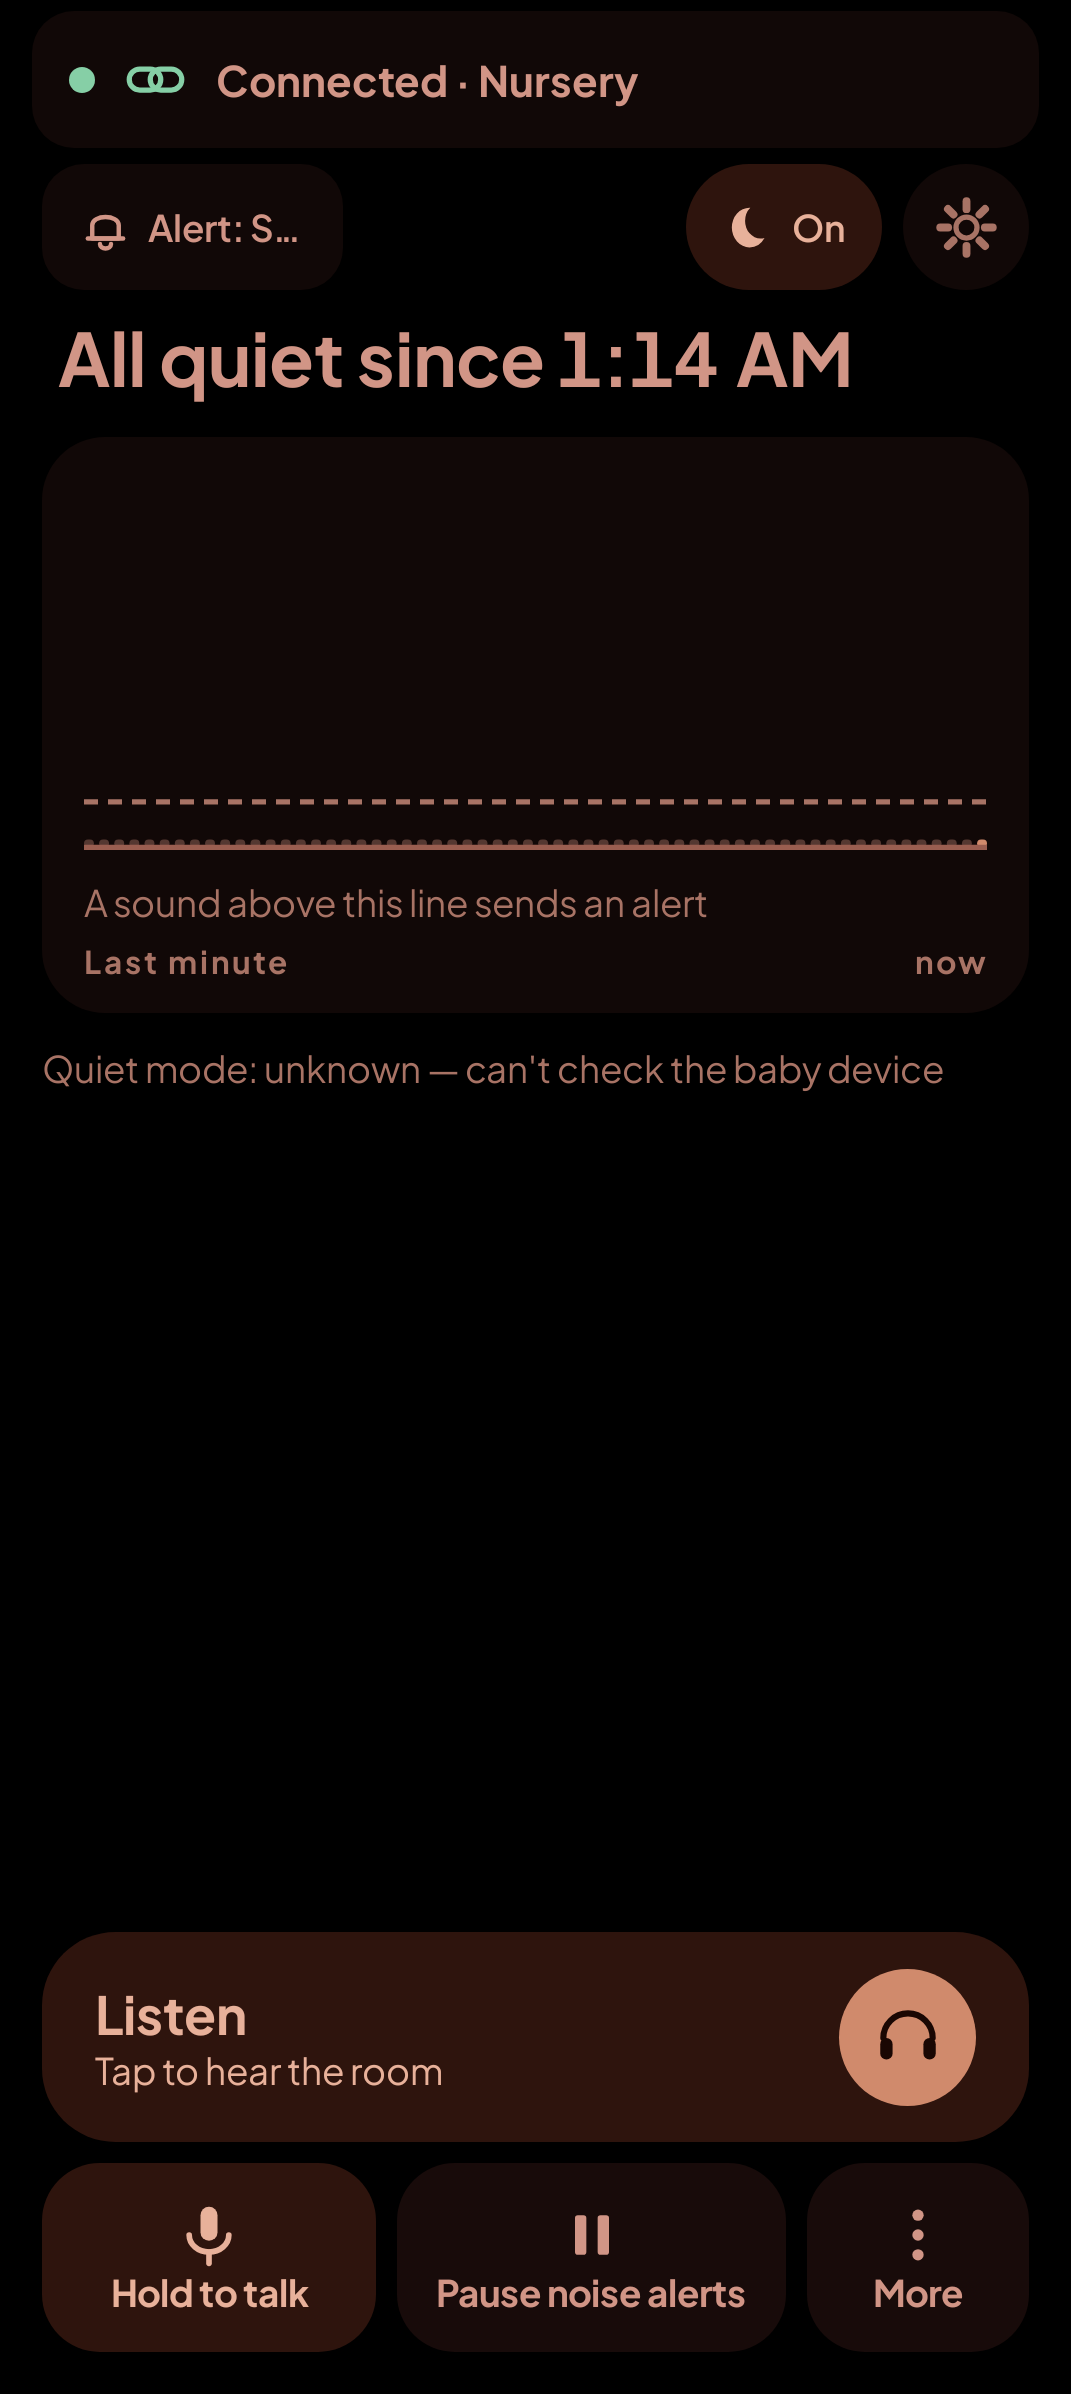 Connected · Nursery
Alert: S…
On
All quiet since 1:14 AM
A sound above this line sends an alert
Last minute
now
Quiet mode: unknown — can't check the baby device
Listen
Tap to hear the room
Hold to talk
Pause noise alerts
More